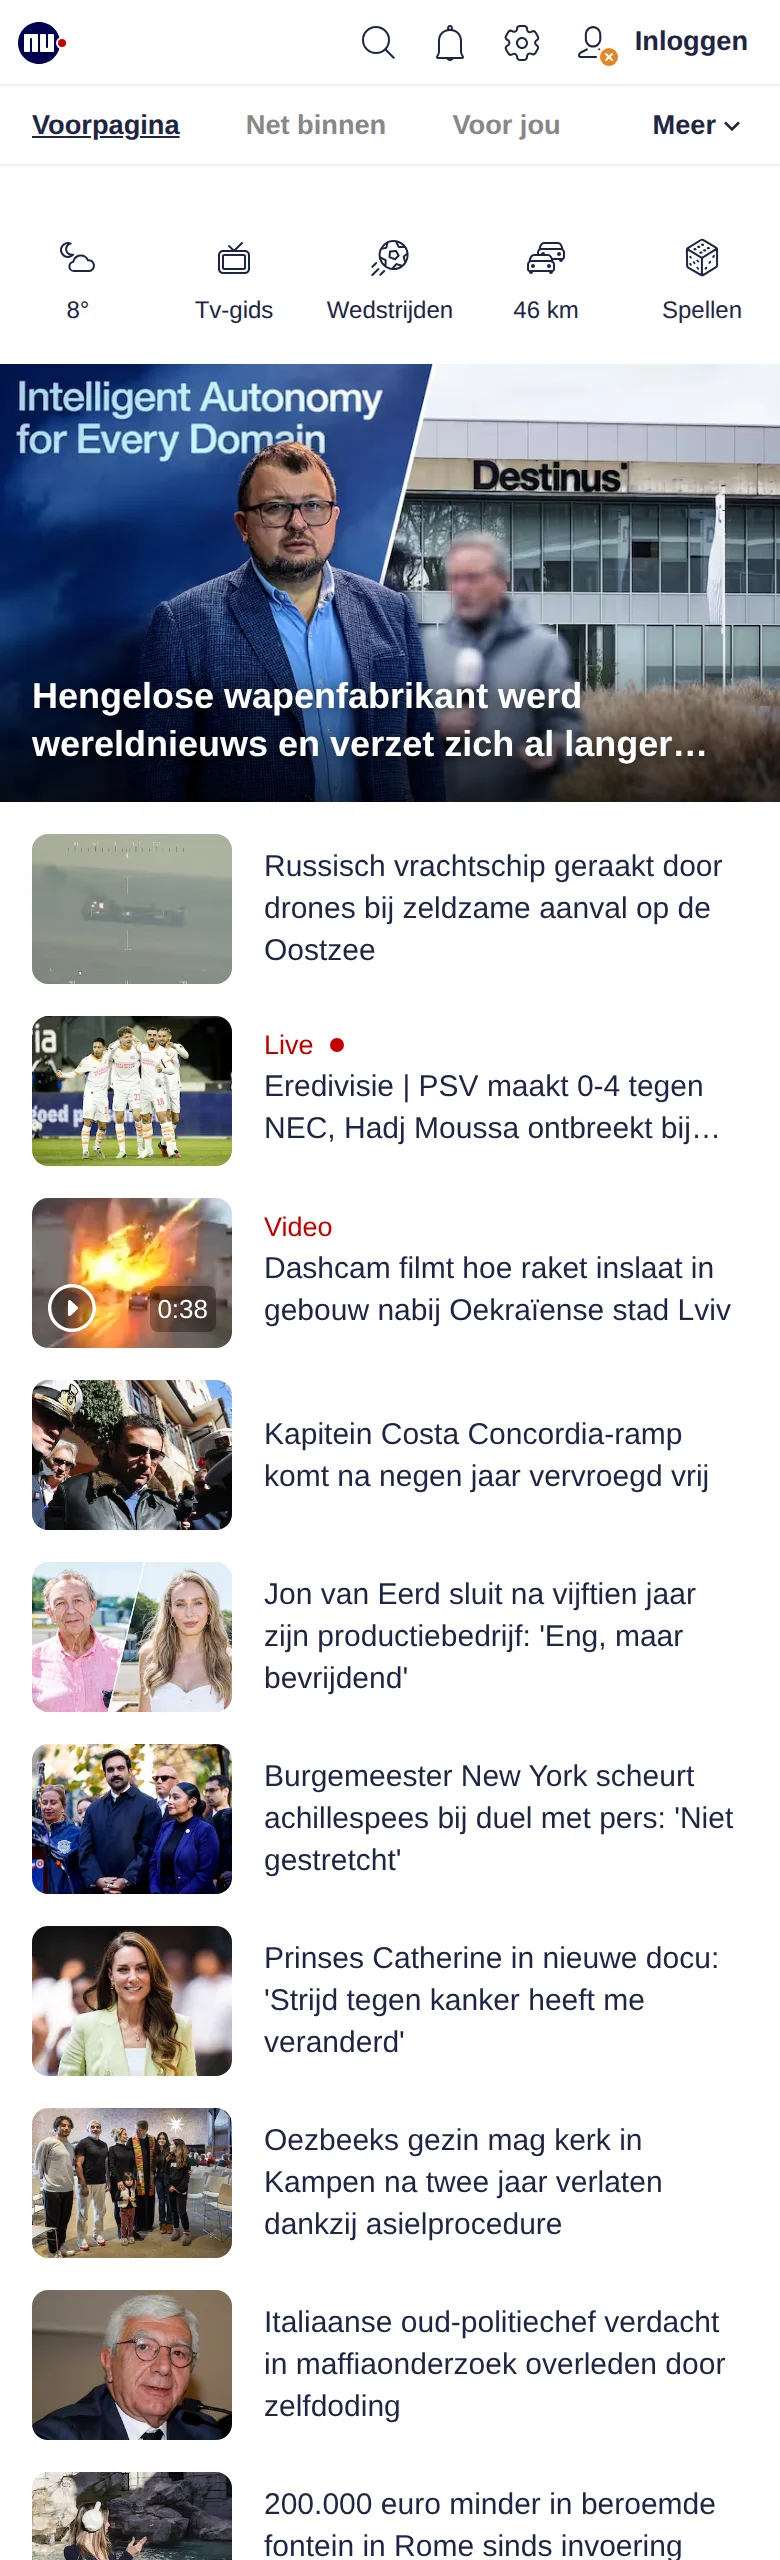 nu
Inloggen
Voorpagina
Net binnen
Voor jou
Meer
8°
Tv-gids
Wedstrijden
46 km
Spellen
Intelligent Autonomy
for Every Domain
Destinus
Hengelose wapenfabrikant werd
wereldnieuws en verzet zich al langer…
Russisch vrachtschip geraakt door
drones bij zeldzame aanval op de
Oostzee
ia
goed p
Live
Eredivisie | PSV maakt 0-4 tegen
NEC, Hadj Moussa ontbreekt bij…
0:38
Video
Dashcam filmt hoe raket inslaat in
gebouw nabij Oekraïense stad Lviv
Kapitein Costa Concordia-ramp
komt na negen jaar vervroegd vrij
Jon van Eerd sluit na vijftien jaar
zijn productiebedrijf: 'Eng, maar
bevrijdend'
Burgemeester New York scheurt
achillespees bij duel met pers: 'Niet
gestretcht'
Prinses Catherine in nieuwe docu:
'Strijd tegen kanker heeft me
veranderd'
Oezbeeks gezin mag kerk in
Kampen na twee jaar verlaten
dankzij asielprocedure
Italiaanse oud-politiechef verdacht
in maffiaonderzoek overleden door
zelfdoding
200.000 euro minder in beroemde
fontein in Rome sinds invoering